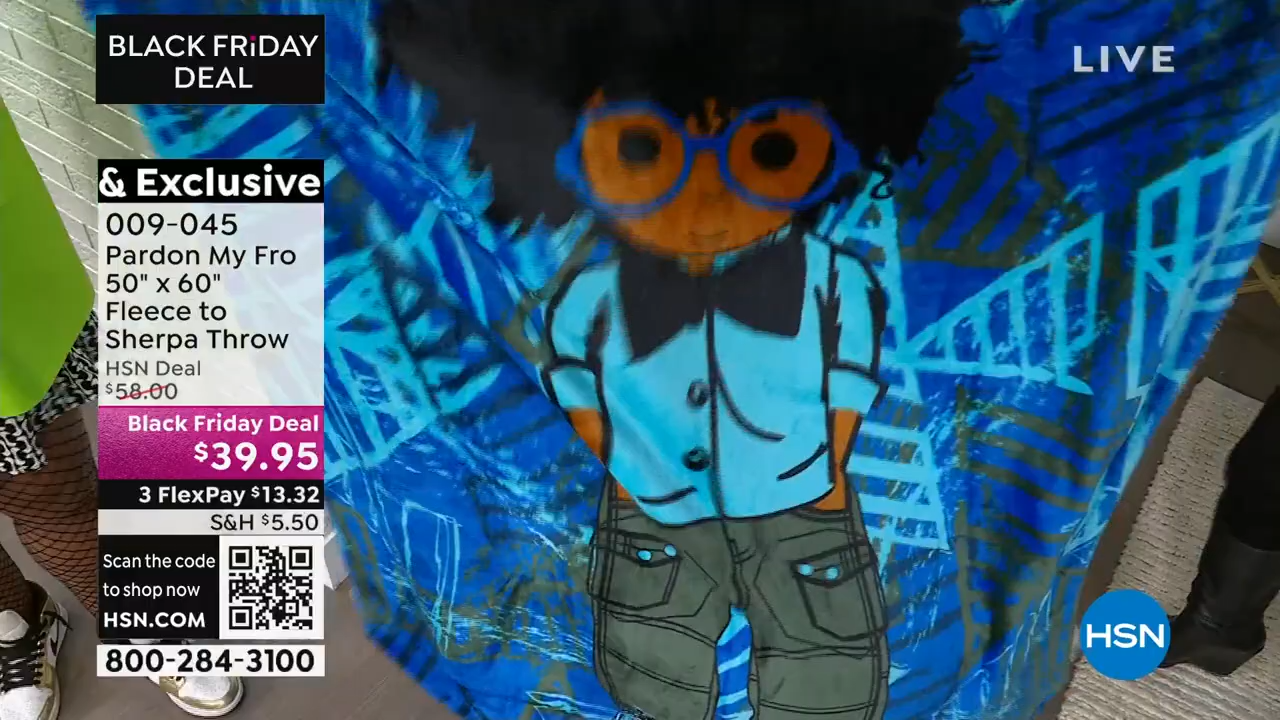 BLACK FRiDAY
DEAL
LIVE
& Exclusive
009-045
Pardon My Fro
50" x 60"
Fleece to
Sherpa Throw
HSN Deal
$58.00
Black Friday Deal
$39.95
3 FlexPay $13.32
S&H $5.50
Scan the code
to shop now
HSN.COM
800-284-3100
HSN